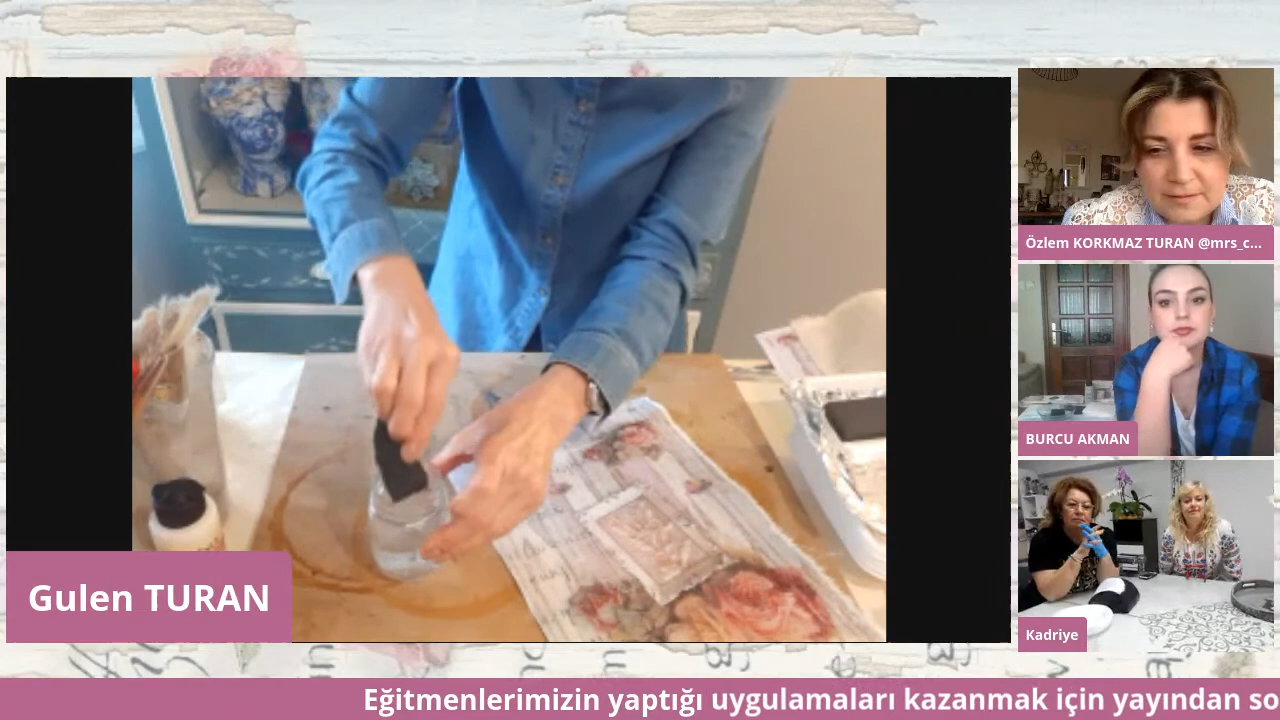 Özlem KORKMAZ TURAN @mrs_c...
BURCU AKMAN
Gulen TURAN
Kadriye
Eğitmenlerimizin yaptığı uygulamaları kazanmak için yayından so